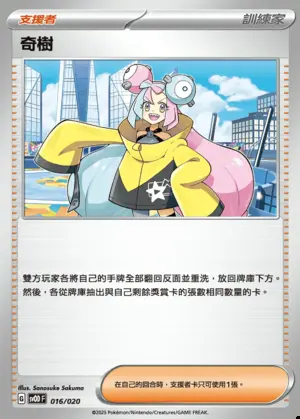 支援者 訓練家
奇樹
雙方玩家各將自己的手牌全部翻回反面並重洗，放回牌庫下方。
然後，各從牌庫抽出與自己剩餘獎賞卡的張數相同數量的卡。
Illus. Sanosuke Sakuma
G svOD F 016/020
在自己的回合時，支援者卡只可使用1張。
©2023 Pokémon/Nintendo/Creatures/GAME FREAK.